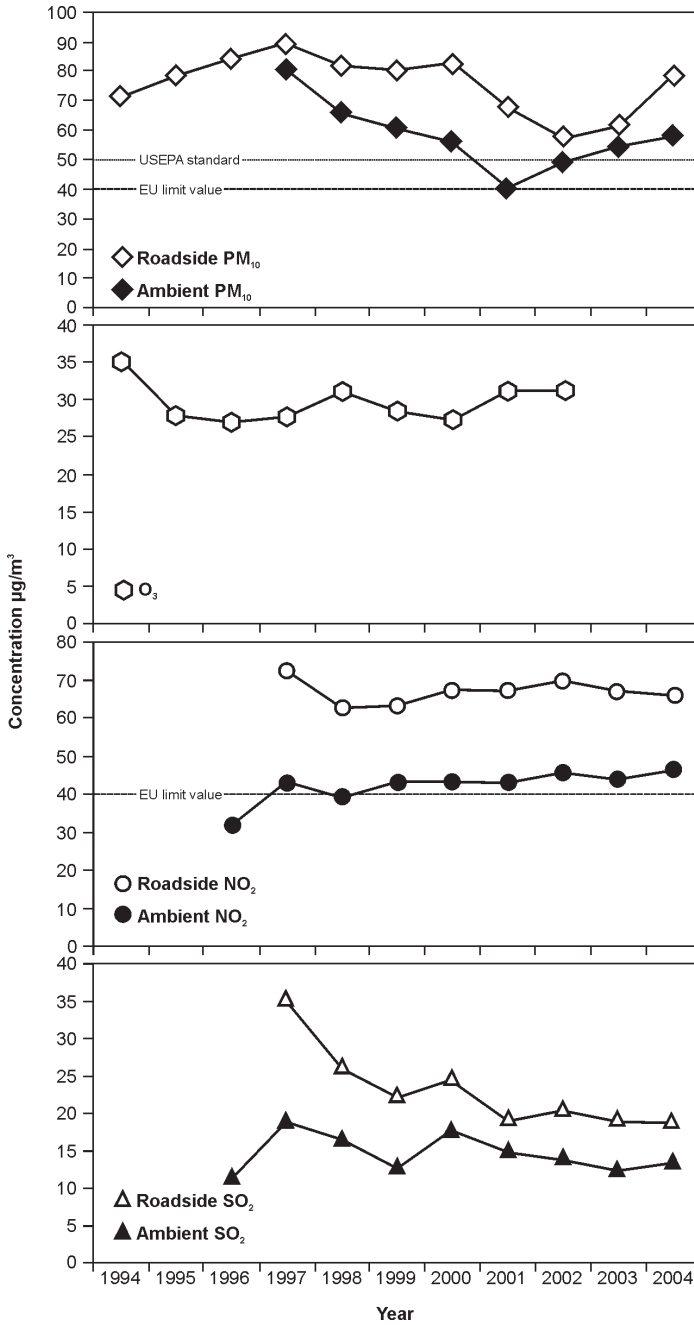 100
90
80
70
60
50
40
30
20
10
0
USEPA standard
EU limit value
Roadside PM₁₀
Ambient PM₁₀
40
35
30
25
20
15
10
5
0
O₃
Concentration µg/m³
80
70
60
50
40
30
20
10
0
EU limit value
Roadside NO₂
Ambient NO₂
40
35
30
25
20
15
10
5
0
Roadside SO₂
Ambient SO₂
1994 1995 1996 1997 1998 1999 2000 2001 2002 2003 2004
Year